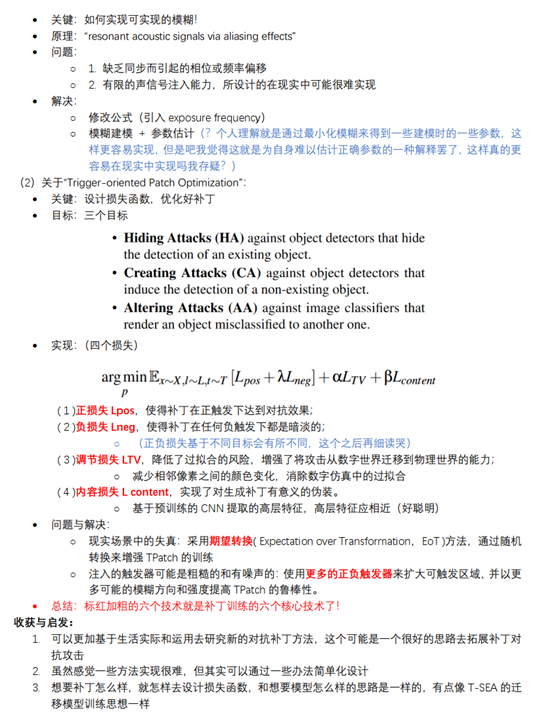 • 关键：如何实现可实现的模糊！
• 原理：“resonant acoustic signals via aliasing effects”
• 问题：
○ 1. 缺乏同步而引起的相位或频率偏移
○ 2. 有限的声信号注入能力，所设计的在现实中可能很难实现
• 解决：
○ 修改公式（引入 exposure frequency）
○ 模糊建模 + 参数估计（？个人理解就是通过最小化模糊来得到一些建模时的一些参数，这
样更容易实现，但是吧我觉得这就是为自身难以估计正确参数的一种解释罢了，这样真的更
容易在现实中实现吗我存疑？）
（2）关于“Trigger-oriented Patch Optimization”:
• 关键：设计损失函数，优化好补丁
• 目标：三个目标
• Hiding Attacks (HA) against object detectors that hide
the detection of an existing object.
• Creating Attacks (CA) against object detectors that
induce the detection of a non-existing object.
• Altering Attacks (AA) against image classifiers that
render an object misclassified to another one.
• 实现：（四个损失）
arg min 𝔼x∼X,l∼L,t∼T [Lpos + λLneg] + αLTV + βLcontent
p
（1）正损失 Lpos，使得补丁在正触发下达到对抗效果；
（2）负损失 Lneg，使得补丁在任何负触发下都是暗淡的；
○ （正负损失基于不同目标会有所不同，这个之后再细读哭）
（3）调节损失 LTV，降低了过拟合的风险，增强了将攻击从数字世界迁移到物理世界的能力；
○ 减少相邻像素之间的颜色变化，消除数字仿真中的过拟合
（4）内容损失 L content，实现了对生成补丁有意义的伪装。
○ 基于预训练的 CNN 提取的高层特征，高层特征应相近（好聪明）
• 问题与解决：
○ 现实场景中的失真：采用期望转换( Expectation over Transformation，EoT )方法，通过随机
转换来增强 TPatch 的训练
○ 注入的触发器可能是粗糙的和有噪声的：使用更多的正负触发器来扩大可触发区域，并以更
多可能的模糊方向和强度提高 TPatch 的鲁棒性。
• 总结：标红加粗的六个技术就是补丁训练的六个核心技术了！
收获与启发：
1. 可以更加基于生活实际和运用去研究新的对抗补丁方法，这个可能是一个很好的思路去拓展补丁对
抗攻击
2. 虽然感觉一些方法实现很难，但其实可以通过一些办法简单化设计
3. 想要补丁怎么样，就怎样去设计损失函数，和想要模型怎么样的思路是一样的，有点像 T-SEA 的迁
移模型训练思想一样